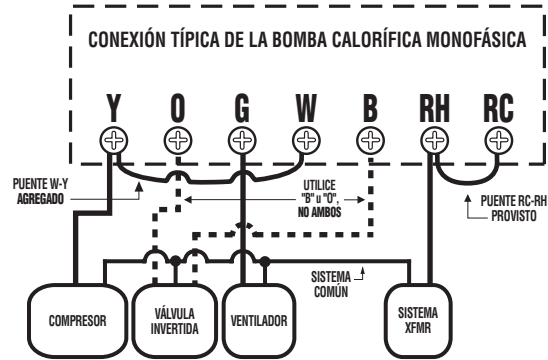 CONEXIÓN TÍPICA DE LA BOMBA CALORÍFICA MONOFÁSICA
Y O G W B RH RC
PUENTE W-Y
AGREGADO
UTILICE
"B" u "O",
NO AMBOS
PUENTE RC-RH
PROVISTO
SISTEMA
COMÚN
COMPRESOR
VÁLVULA
INVERTIDA
VENTILADOR
SISTEMA
XFMR